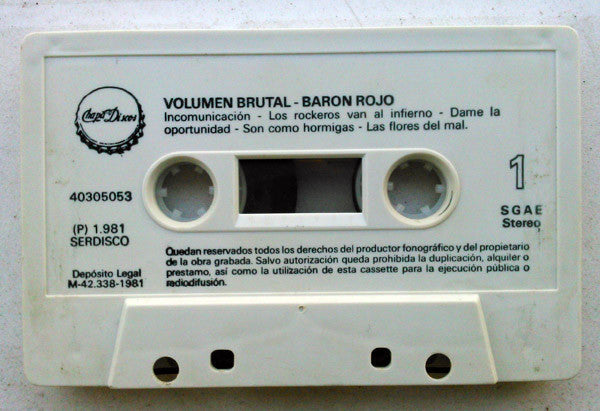 Chapa Discos
VOLUMEN BRUTAL - BARON ROJO
Incomunicación - Los rockeros van al infierno - Dame la
oportunidad - Son como hormigas - Las flores del mal.
40305053
1
(P) 1.981
SERDISCO
SGAE
Stereo
Depósito Legal
M-42.338-1981
Quedan reservados todos los derechos del productor fonográfico y del propietario
de la obra grabada. Salvo autorización queda prohibida la duplicación, alquiler o
prestamo, así como la utilización de esta cassette para la ejecución pública o
radiodifusión.